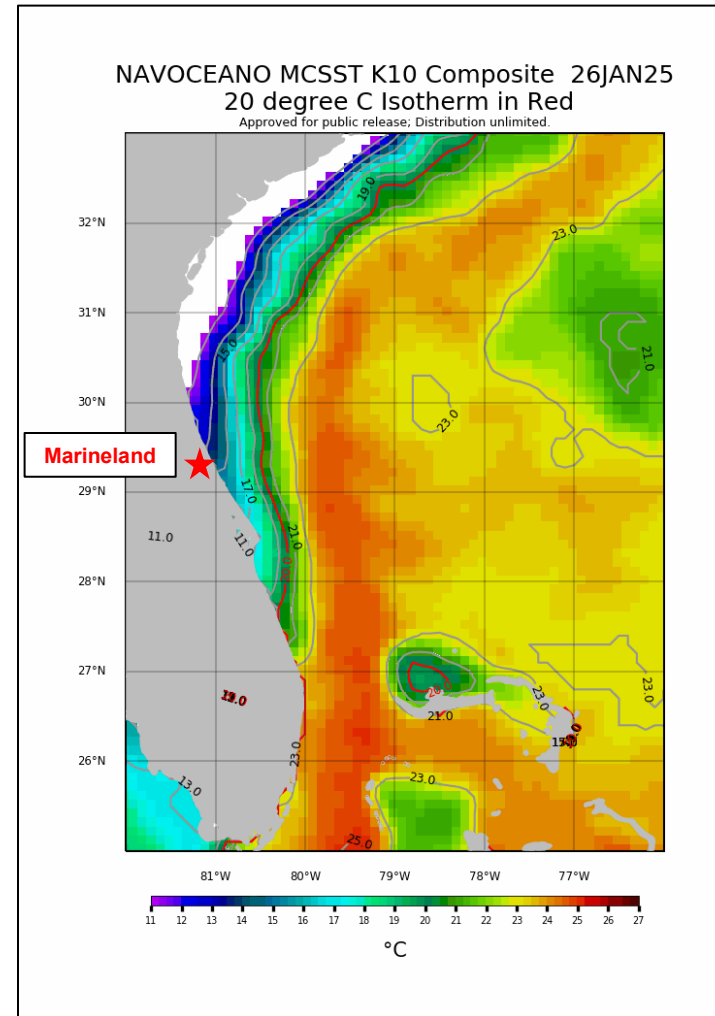 NAVOCEANO MCSST K10 Composite 26JAN25
20 degree C Isotherm in Red
Approved for public release; Distribution unlimited.
19.0
32°N
23.0
31°N
15.0
21.0
30°N
23.0
Marineland
29°N
17.0
21.0
11.0
11.0
20.0
28°N
27°N
23.0
23.0
21.0
23.0
26°N
13.0
23.0
25.0
81°W 80°W 79°W 78°W 77°W
11 12 13 14 15 16 17 18 19 20 21 22 23 24 25 26 27
°C